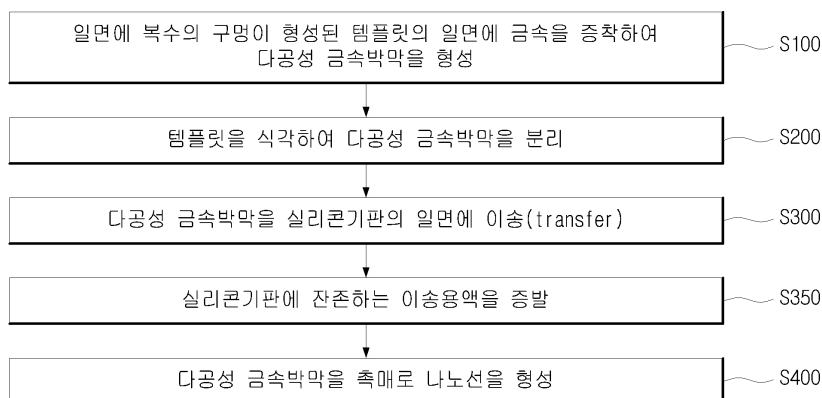 일면에 복수의 구멍이 형성된 템플릿의 일면에 금속을 증착하여
다공성 금속박막을 형성
S100
템플릿을 식각하여 다공성 금속박막을 분리
S200
다공성 금속박막을 실리콘기판의 일면에 이송(transfer)
S300
실리콘기판에 잔존하는 이송용액을 증발
S350
다공성 금속박막을 촉매로 나노선을 형성
S400